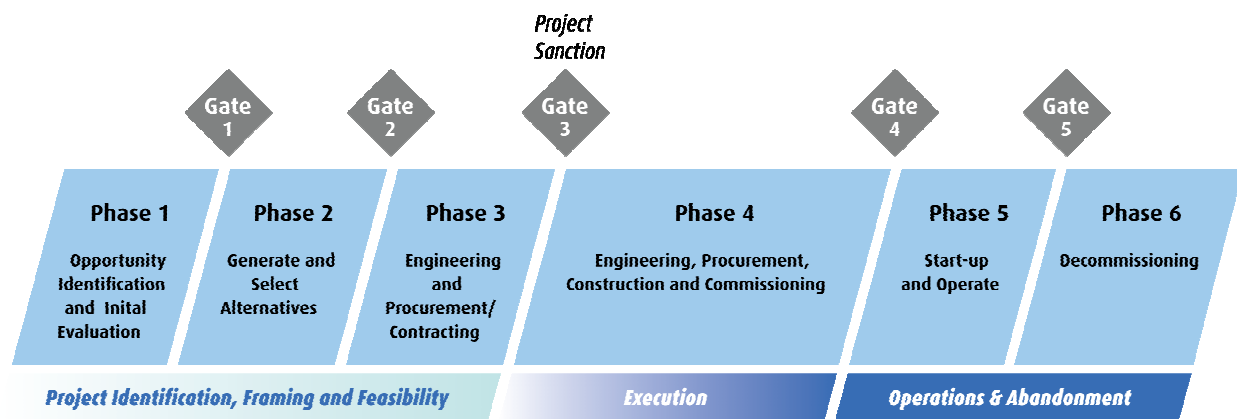 Project
Sanction
Gate
1
Gate
2
Gate
3
Gate
4
Gate
5
Phase 1
Opportunity
Identification
and Inital
Evaluation
Phase 2
Generate and
Select
Alternatives
Phase 3
Engineering
and
Procurement/
Contracting
Phase 4
Engineering, Procurement,
Construction and Commissioning
Phase 5
Start-up
and Operate
Phase 6
Decommissioning
Project Identification, Framing and Feasibility
Execution
Operations & Abandonment